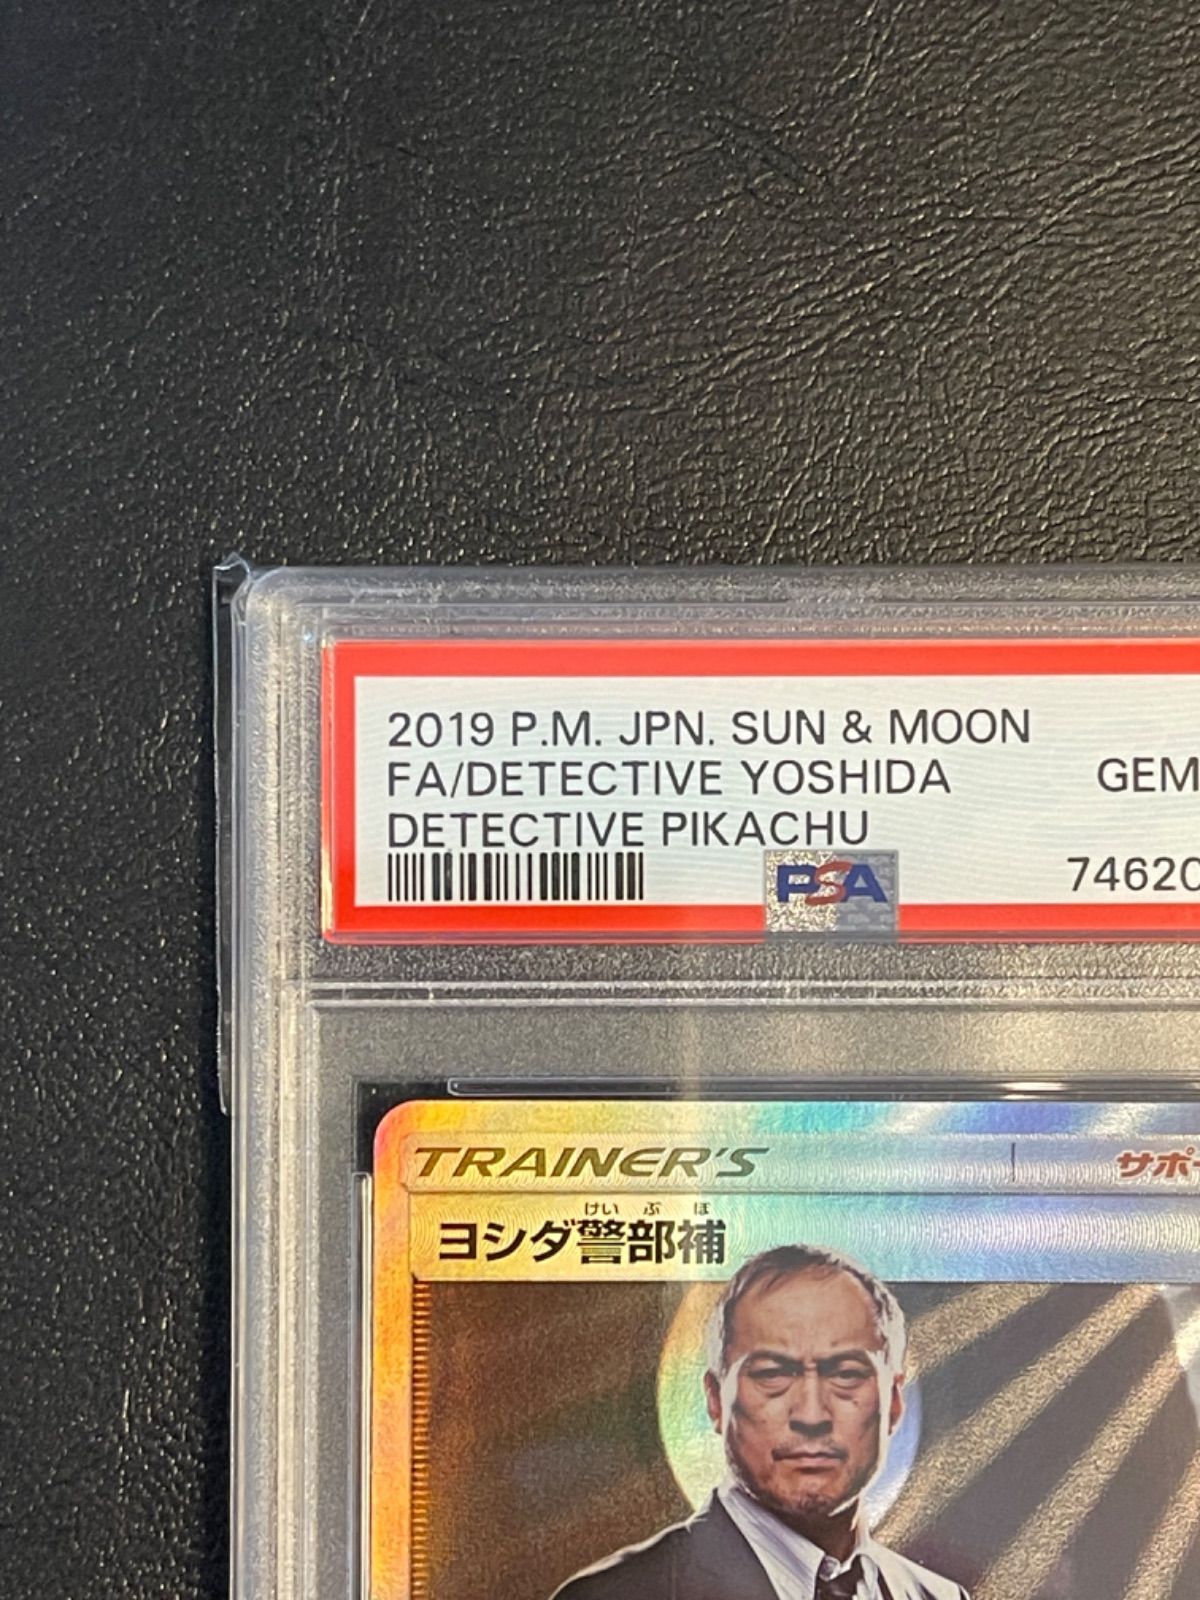 2019 P.M. JPN. SUN & MOON
FA/DETECTIVE YOSHIDA
GEM
DETECTIVE PIKACHU
PSA
74620
TRAINER'S
サポー
けいぶほ
ヨシダ警部補